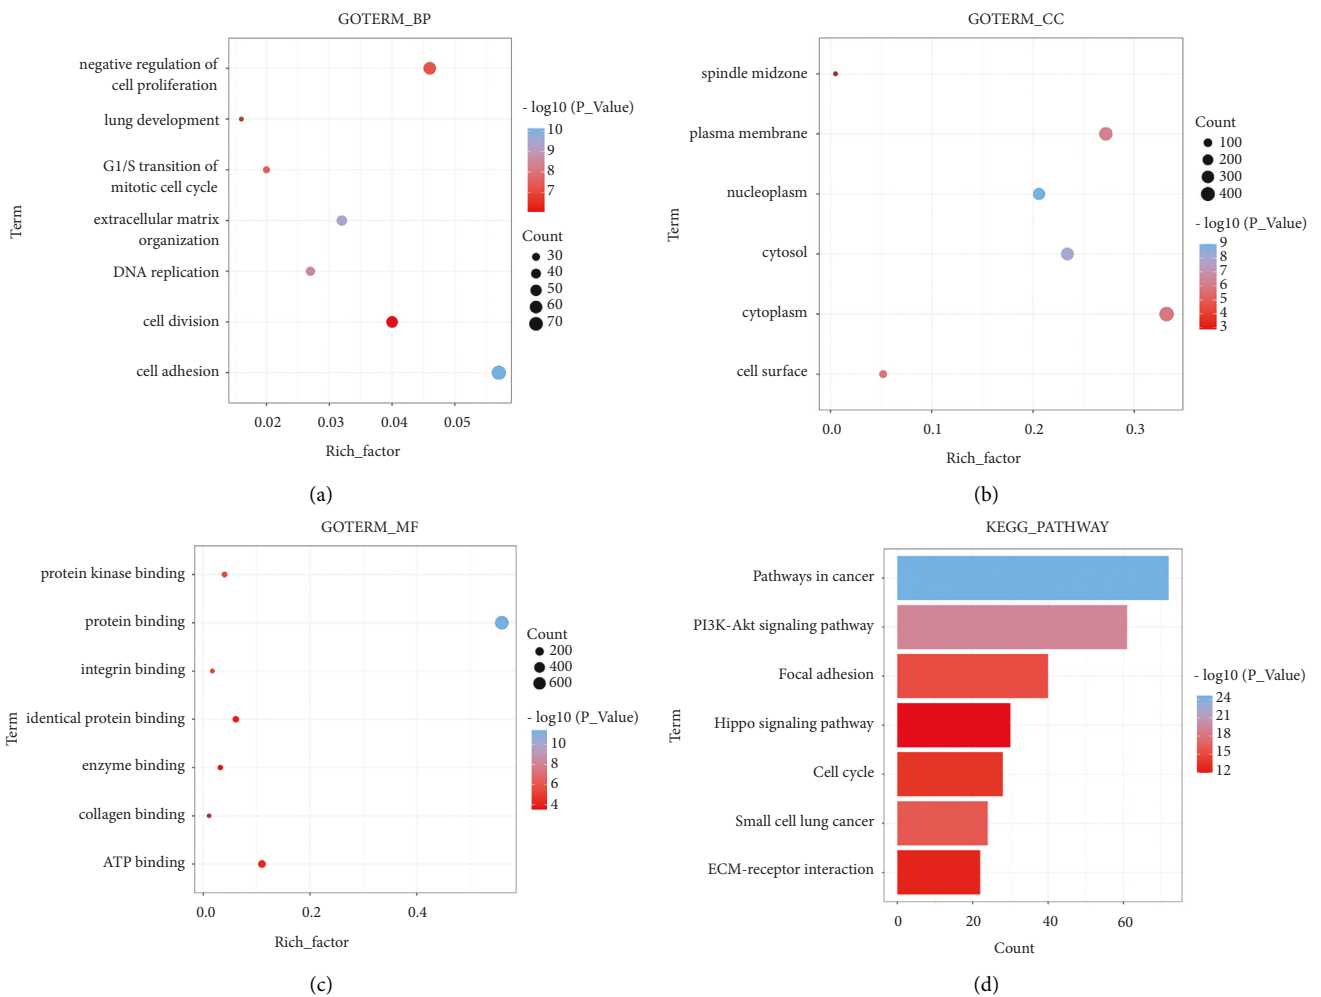 GOTERM_BP
negative regulation of
cell proliferation
lung development
G1/S transition of
mitotic cell cycle
extracellular matrix
organization
DNA replication
cell division
cell adhesion
Term
0.02 0.03 0.04 0.05
Rich_factor
- log10 (P_Value)
10
9
8
7
Count
30
40
50
60
70
(a)
GOTERM_CC
spindle midzone
plasma membrane
nucleoplasm
cytosol
cytoplasm
cell surface
Term
0.0 0.1 0.2 0.3
Rich_factor
Count
100
200
300
400
- log10 (P_Value)
9
8
7
6
5
4
3
(b)
GOTERM_MF
protein kinase binding
protein binding
integrin binding
identical protein binding
enzyme binding
collagen binding
ATP binding
Term
0.0 0.2 0.4
Rich_factor
Count
200
400
600
- log10 (P_Value)
10
8
6
4
(c)
KEGG_PATHWAY
Pathways in cancer
PI3K-Akt signaling pathway
Focal adhesion
Hippo signaling pathway
Cell cycle
Small cell lung cancer
ECM-receptor interaction
Term
0 20 40 60
Count
- log10 (P_Value)
24
21
18
15
12
(d)